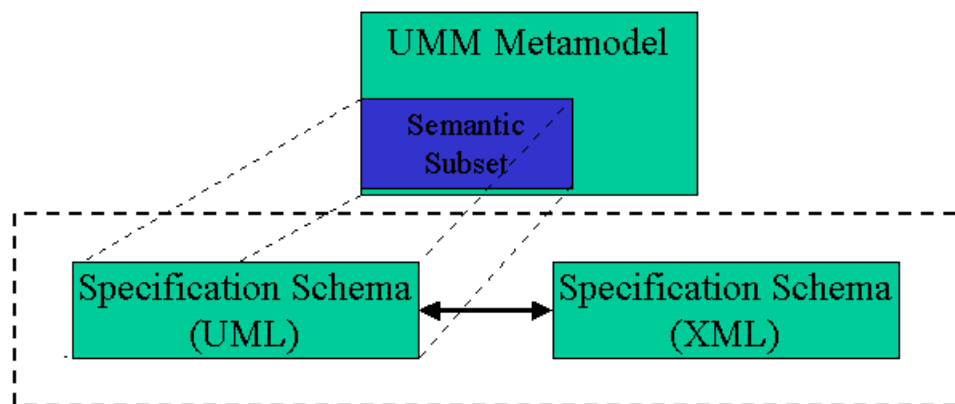 UMM Metamodel
Semantic
Subset
Specification Schema
(UML)
Specification Schema
(XML)